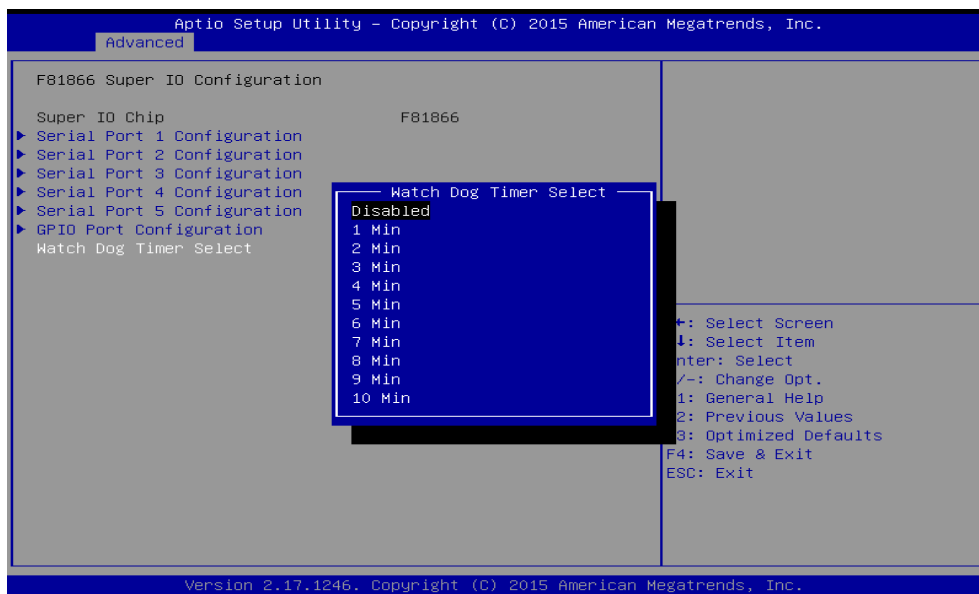 Aptio Setup Utility – Copyright (C) 2015 American Megatrends, Inc.
Advanced
F81866 Super IO Configuration
Super IO Chip F81866
Serial Port 1 Configuration
Serial Port 2 Configuration
Serial Port 3 Configuration
Serial Port 4 Configuration
Serial Port 5 Configuration
GPIO Port Configuration
Watch Dog Timer Select
Watch Dog Timer Select
Disabled
1 Min
2 Min
3 Min
4 Min
5 Min
6 Min
7 Min
8 Min
9 Min
10 Min
: Select Screen
: Select Item
nter: Select
/-: Change Opt.
1: General Help
2: Previous Values
3: Optimized Defaults
F4: Save & Exit
ESC: Exit
Version 2.17.1246. Copyright (C) 2015 American Megatrends, Inc.